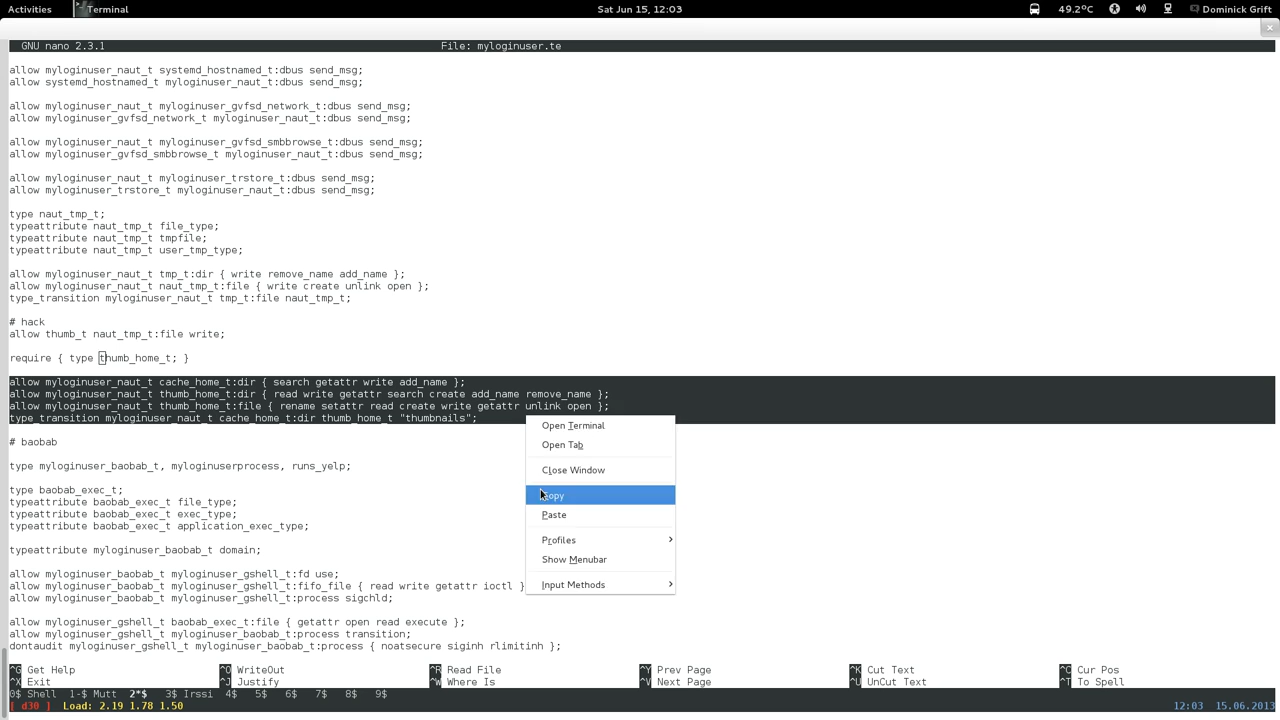 Activities Terminal Sat Jun 15, 12:03 49.2°C Dominick Grift
GNU nano 2.3.1 File: myloginuser.te
allow myloginuser_naut_t systemd_hostnamed_t:dbus send_msg;
allow systemd_hostnamed_t myloginuser_naut_t:dbus send_msg;
allow myloginuser_naut_t myloginuser_gvfsd_network_t:dbus send_msg;
allow myloginuser_gvfsd_network_t myloginuser_naut_t:dbus send_msg;
allow myloginuser_naut_t myloginuser_gvfsd_smbbrowse_t:dbus send_msg;
allow myloginuser_gvfsd_smbbrowse_t myloginuser_naut_t:dbus send_msg;
allow myloginuser_naut_t myloginuser_trstore_t:dbus send_msg;
allow myloginuser_trstore_t myloginuser_naut_t:dbus send_msg;
type naut_tmp_t;
typeattribute naut_tmp_t file_type;
typeattribute naut_tmp_t tmpfile;
typeattribute naut_tmp_t user_tmp_type;
allow myloginuser_naut_t tmp_t:dir { write remove_name add_name };
allow myloginuser_naut_t naut_tmp_t:file { write create unlink open };
type_transition myloginuser_naut_t tmp_t:file naut_tmp_t;
# hack
allow thumb_t naut_tmp_t:file write;
require { type thumb_home_t; }
allow myloginuser_naut_t cache_home_t:dir { search getattr write add_name };
allow myloginuser_naut_t thumb_home_t:dir { read write getattr search create add_name remove_name };
allow myloginuser_naut_t thumb_home_t:file { rename setattr read create write getattr unlink open };
type_transition myloginuser_naut_t cache_home_t:dir thumb_home_t "thumbnails";
Open Terminal
# baobab
Open Tab
type myloginuser_baobab_t, myloginuserprocess, runs_yelp;
Close Window
type baobab_exec_t;
Copy
typeattribute baobab_exec_t file_type;
typeattribute baobab_exec_t exec_type;
Paste
typeattribute baobab_exec_t application_exec_type;
Profiles
typeattribute myloginuser_baobab_t domain;
Show Menubar
allow myloginuser_baobab_t myloginuser_gshell_t:fd use;
allow myloginuser_baobab_t myloginuser_gshell_t:fifo_file { read write getattr ioctl }
Input Methods
allow myloginuser_baobab_t myloginuser_gshell_t:process sigchld;
allow myloginuser_gshell_t baobab_exec_t:file { getattr open read execute };
allow myloginuser_gshell_t myloginuser_baobab_t:process transition;
dontaudit myloginuser_gshell_t myloginuser_baobab_t:process { noatsecure siginh rlimitinh };
^G Get Help ^O WriteOut ^R Read File ^Y Prev Page ^K Cut Text ^C Cur Pos
^X Exit ^J Justify ^W Where Is ^V Next Page ^U UnCut Text ^T To Spell
0$ Shell 1-$ Mutt 2*$ 3$ Irssi 4$ 5$ 6$ 7$ 8$ 9$
[ d30 ] Load: 2.19 1.78 1.50 12:03 15.06.2013